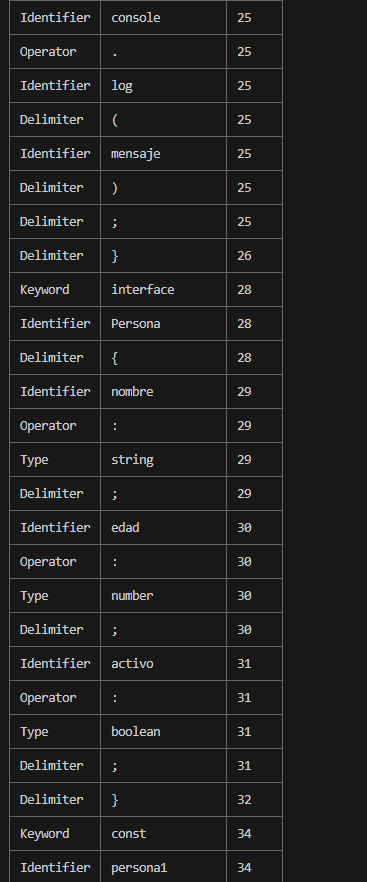 Identifier console 25
Operator . 25
Identifier log 25
Delimiter ( 25
Identifier mensaje 25
Delimiter ) 25
Delimiter ; 25
Delimiter } 26
Keyword interface 28
Identifier Persona 28
Delimiter { 28
Identifier nombre 29
Operator : 29
Type string 29
Delimiter ; 29
Identifier edad 30
Operator : 30
Type number 30
Delimiter ; 30
Identifier activo 31
Operator : 31
Type boolean 31
Delimiter ; 31
Delimiter } 32
Keyword const 34
Identifier persona1 34